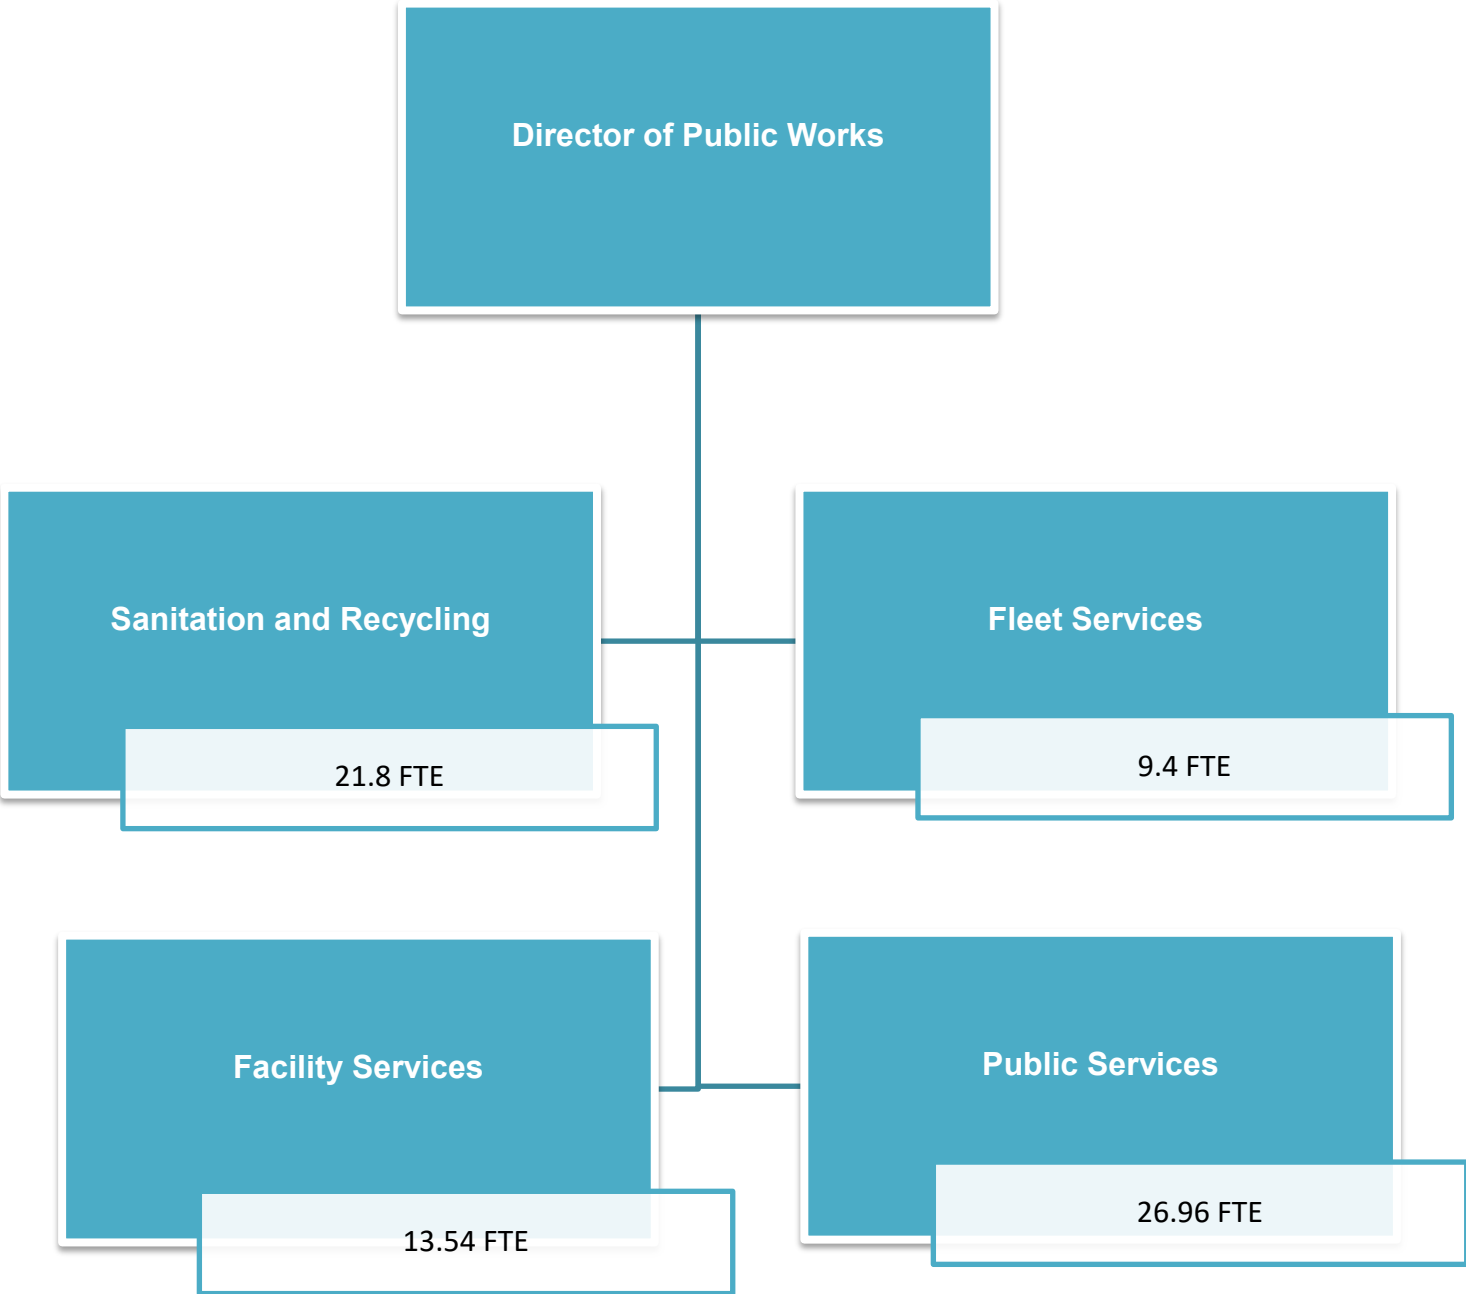 Director of Public Works
Sanitation and Recycling
21.8 FTE
Fleet Services
9.4 FTE
Facility Services
13.54 FTE
Public Services
26.96 FTE